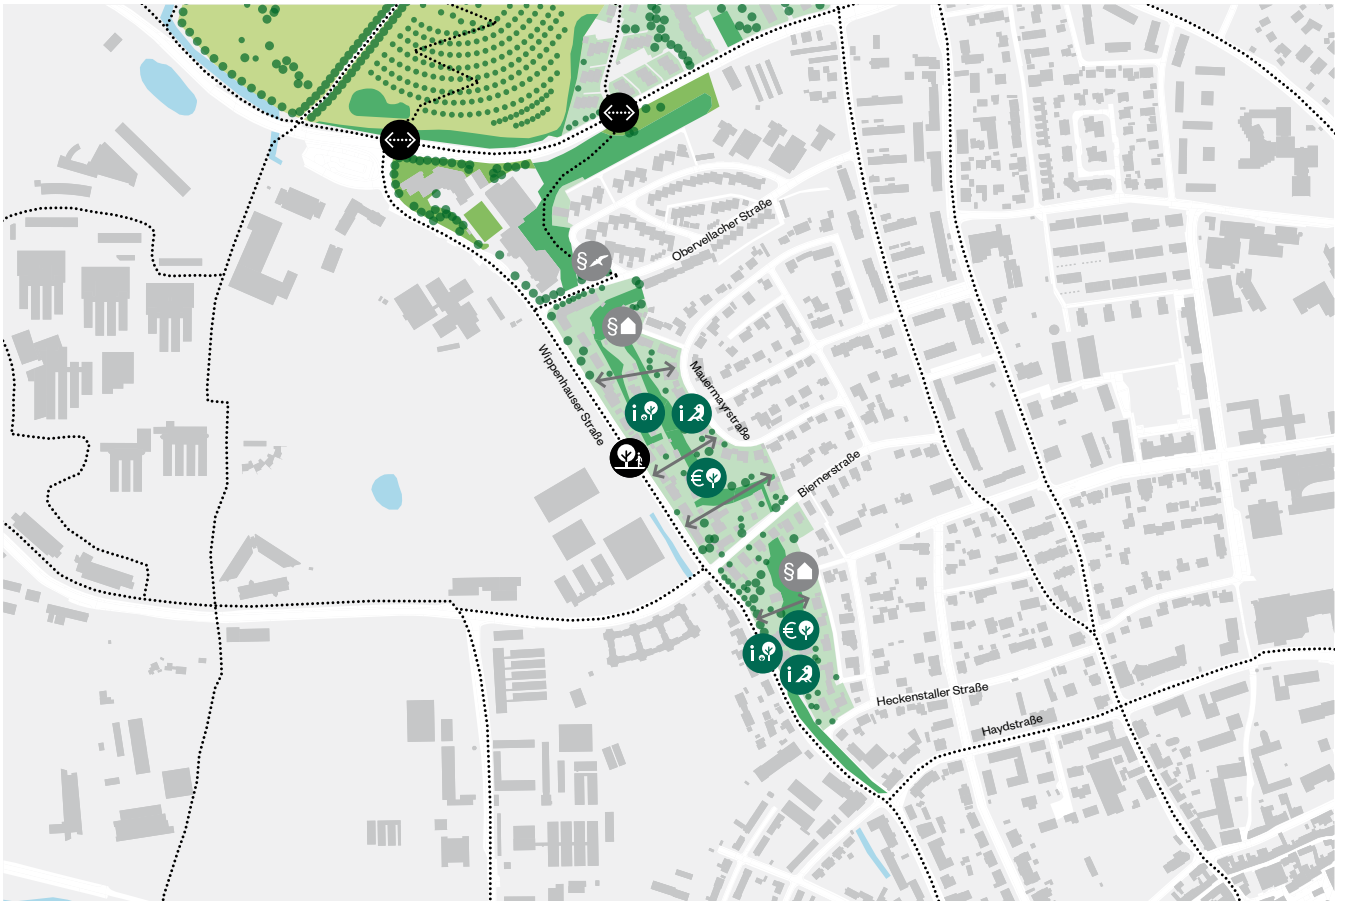 Obervellacher Straße
§
§
Wippenhauser Straße
Mauermayrstraße
i
i
€
Biernerstraße
§
€
i
i
Heckenstaller Straße
Haydstraße